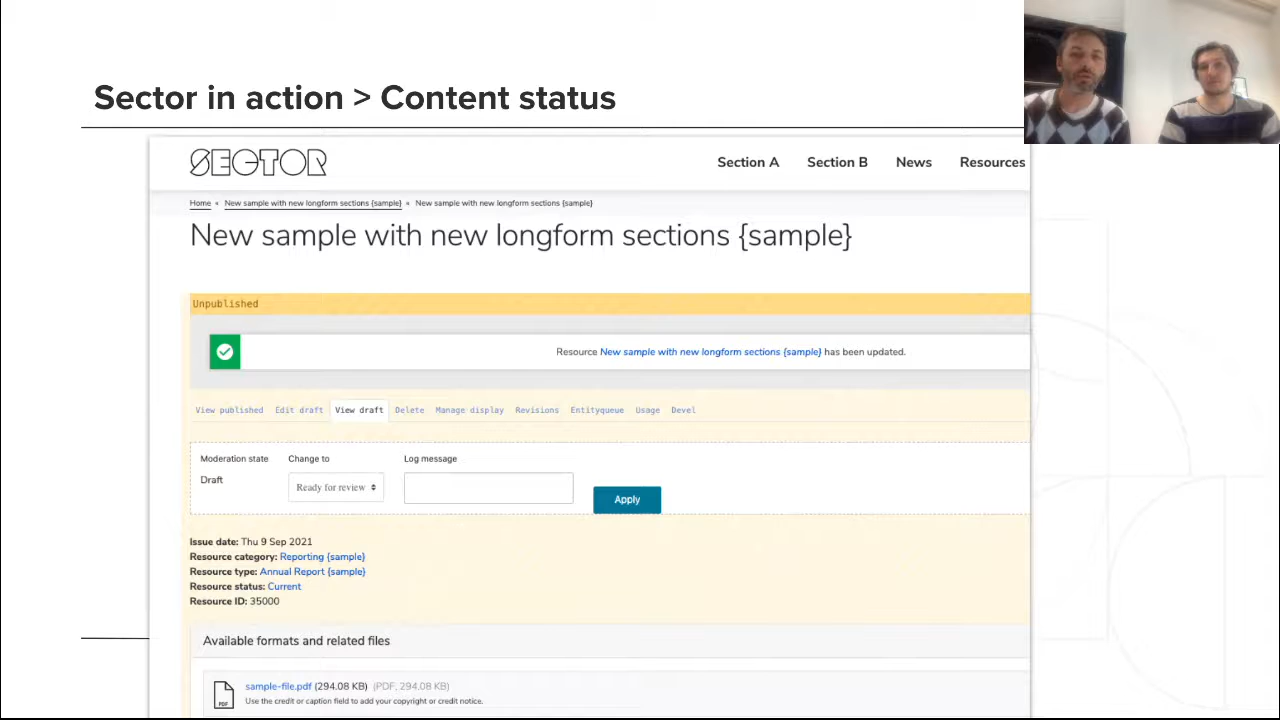 Sector in action > Content status
SECTOR
Section A Section B News Resources
Home New sample with new longform sections {sample} New sample with new longform sections {sample}
New sample with new longform sections {sample}
Unpublished
Resource New sample with new longform sections {sample} has been updated.
View published Edit draft View draft Delete Manage display Revisions Entityqueue Usage Devel
Moderation state Change to Log message
Draft Ready for review Apply
Issue date: Thu 9 Sep 2021
Resource category: Reporting {sample}
Resource type: Annual Report {sample}
Resource status: Current
Resource ID: 35000
Available formats and related files
sample-file.pdf (294.08 KB) (PDF, 294.08 KB)
PDF Use the credit or caption field to add your copyright or credit notice.